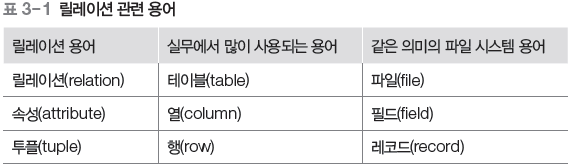 표 3-1 릴레이션 관련 용어
릴레이션 용어 실무에서 많이 사용되는 용어 같은 의미의 파일 시스템 용어
릴레이션(relation) 테이블(table) 파일(file)
속성(attribute) 열(column) 필드(field)
투플(tuple) 행(row) 레코드(record)